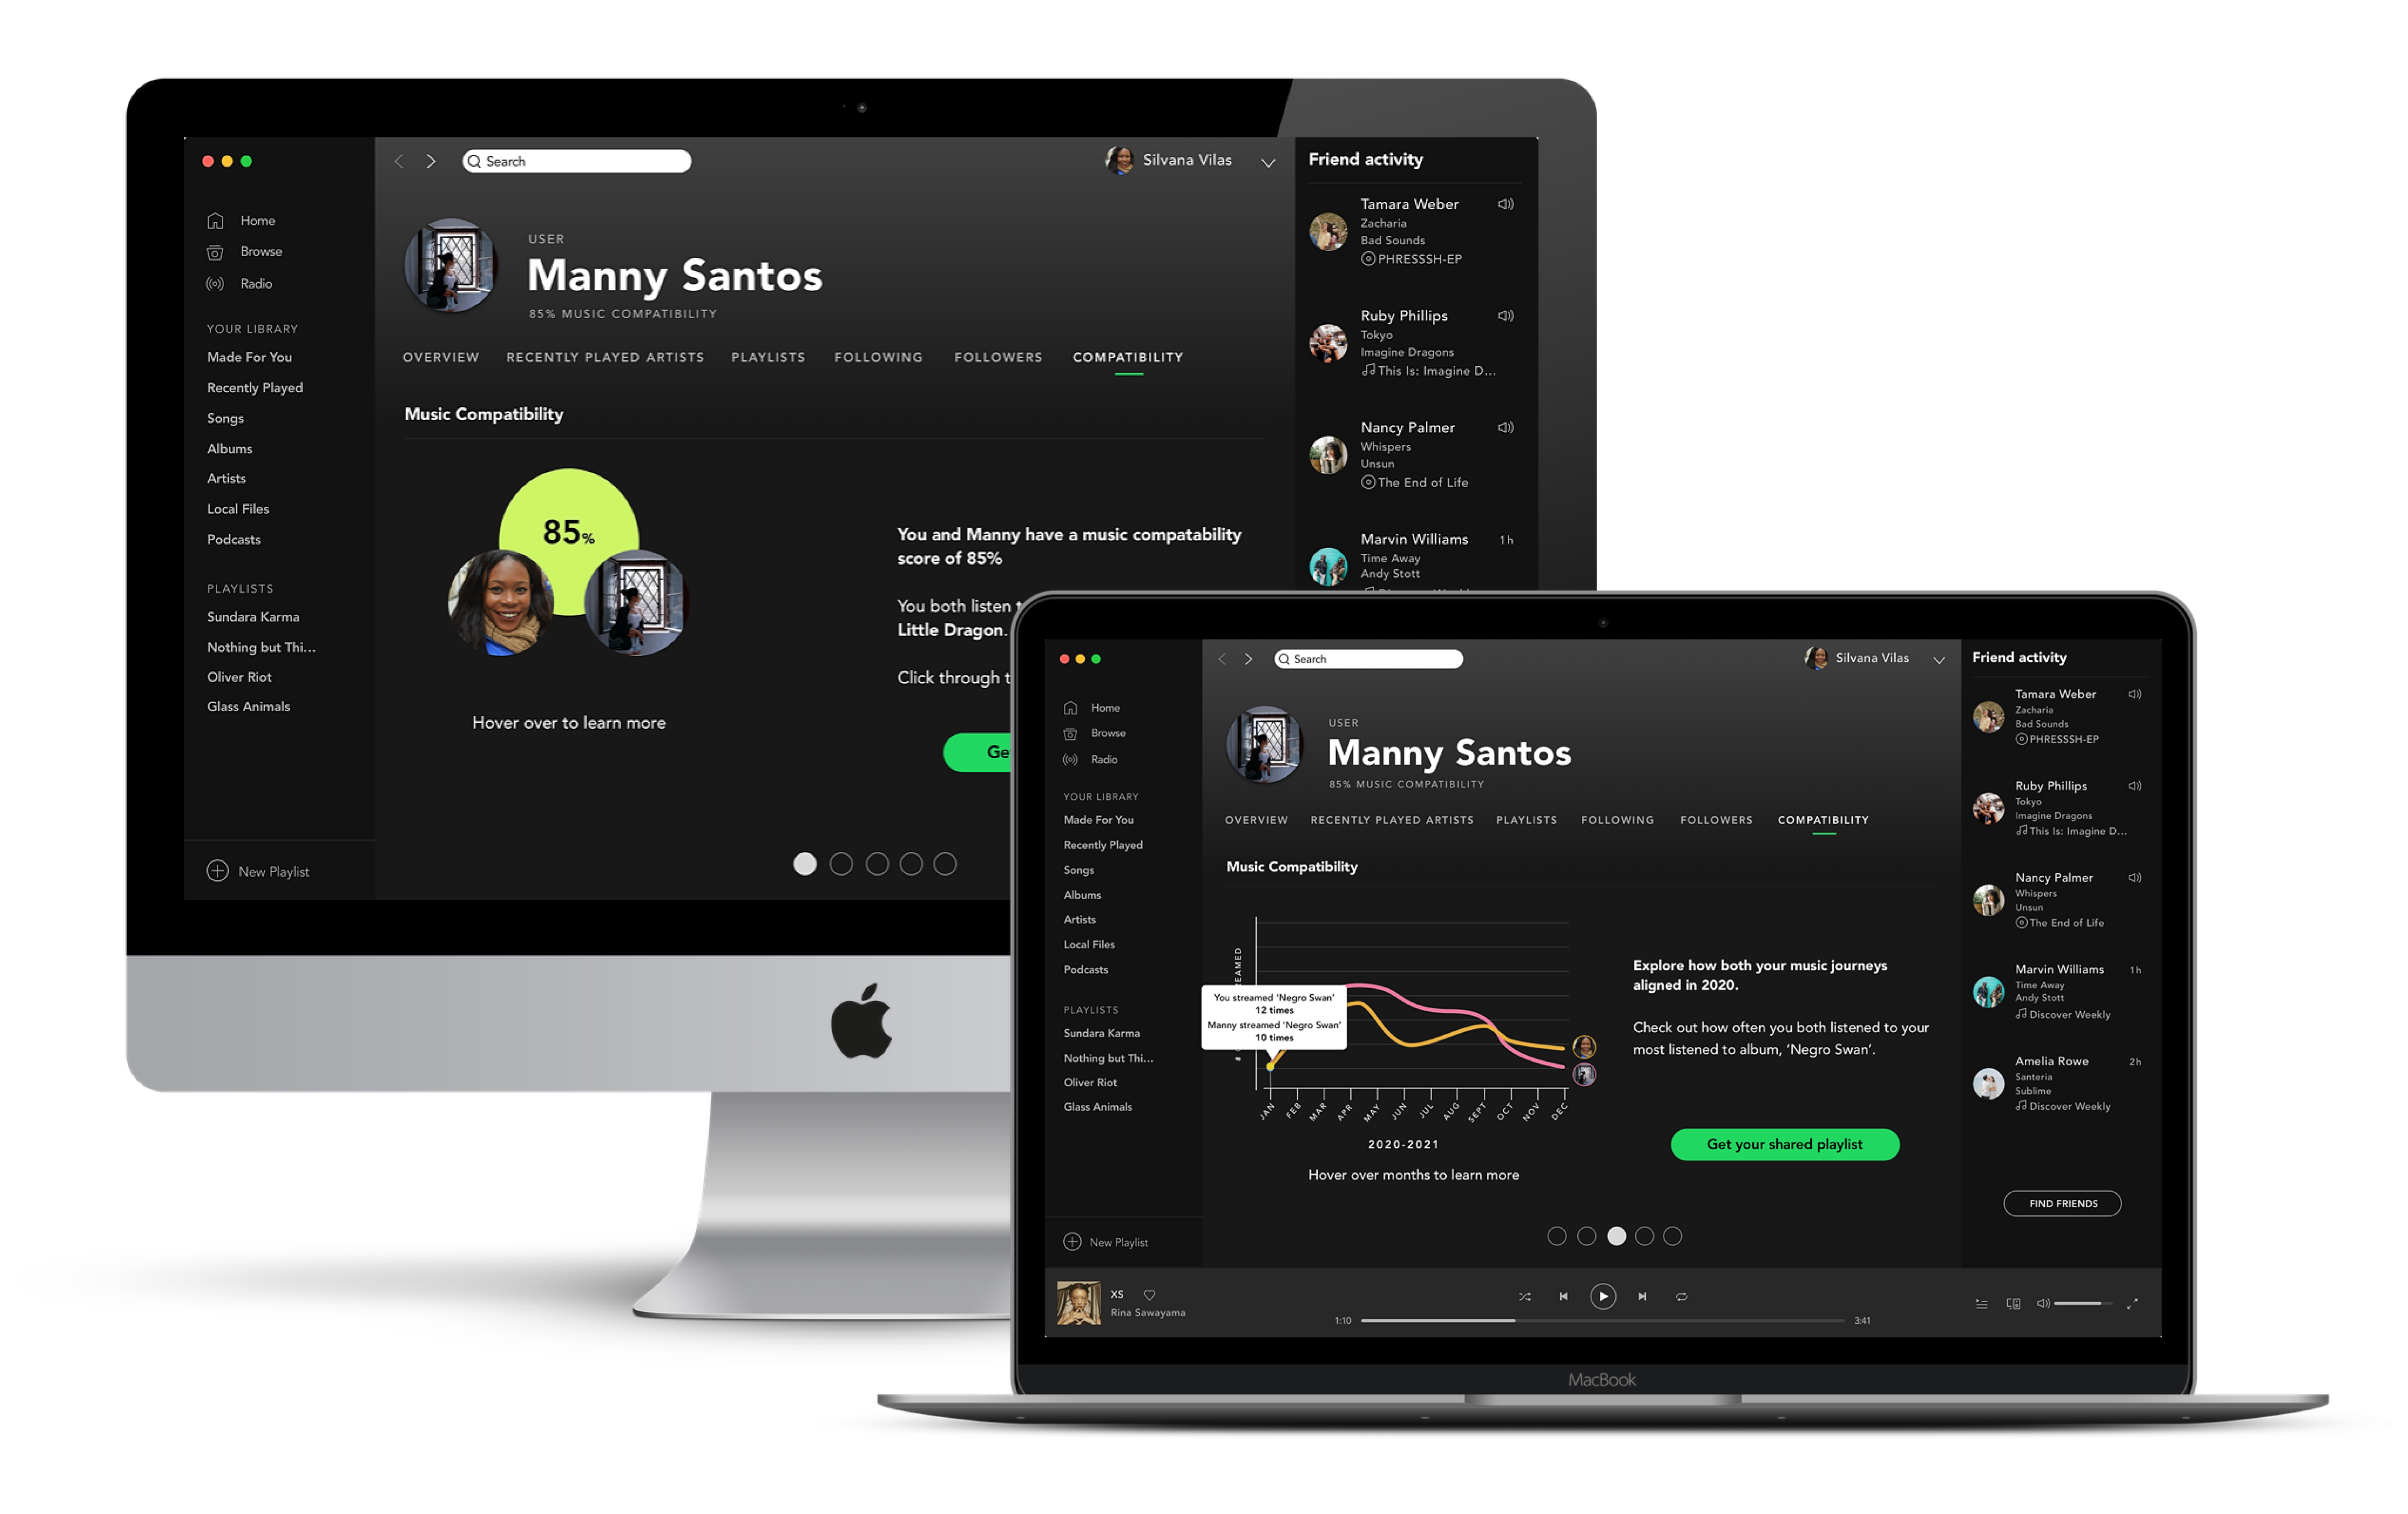 Home
Browse
Radio
YOUR LIBRARY
Made For You
Recently Played
Songs
Albums
Artists
Local Files
Podcasts
PLAYLISTS
Sundara Karma
Nothing but Thi...
Oliver Riot
Glass Animals
New Playlist
Search
Silvana Vilas
USER
Manny Santos
85% MUSIC COMPATIBILITY
OVERVIEW RECENTLY PLAYED ARTISTS PLAYLISTS FOLLOWING FOLLOWERS COMPATIBILITY
Music Compatibility
85%
Hover over to learn more
You and Manny have a music compatability
score of 85%
You both listen
Little Dragon.
Click through
Friend activity
Tamara Weber
Zacharia
Bad Sounds
PHRESSSH-EP
Ruby Phillips
Tokyo
Imagine Dragons
This Is: Imagine D...
Nancy Palmer
Whispers
Unsun
The End of Life
Marvin Williams 1 h
Time Away
Andy Stott
Home
Browse
Radio
YOUR LIBRARY
Made For You
Recently Played
Songs
Albums
Artists
Local Files
Podcasts
PLAYLISTS
Sundara Karma
Nothing but Thi...
Oliver Riot
Glass Animals
New Playlist
Search
Silvana Vilas
USER
Manny Santos
85% MUSIC COMPATIBILITY
OVERVIEW RECENTLY PLAYED ARTISTS PLAYLISTS FOLLOWING FOLLOWERS COMPATIBILITY
Music Compatibility
You streamed ‘Negro Swan’
12 times
Manny streamed ‘Negro Swan’
10 times
JAN FEB MAR APR MAY JUN JUL AUG SEPT OCT NOV DEC
2020-2021
Hover over months to learn more
Explore how both your music journeys
aligned in 2020.
Check out how often you both listened to your
most listened to album, ‘Negro Swan’.
Get your shared playlist
Friend activity
Tamara Weber
Zacharia
Bad Sounds
PHRESSSH-EP
Ruby Phillips
Tokyo
Imagine Dragons
This Is: Imagine D...
Nancy Palmer
Whispers
Unsun
The End of Life
Marvin Williams 1 h
Time Away
Andy Stott
Discover Weekly
Amelia Rowe 2 h
Santeria
Sublime
Discover Weekly
FIND FRIENDS
XS
Rina Sawayama
1:10 3:41
MacBook